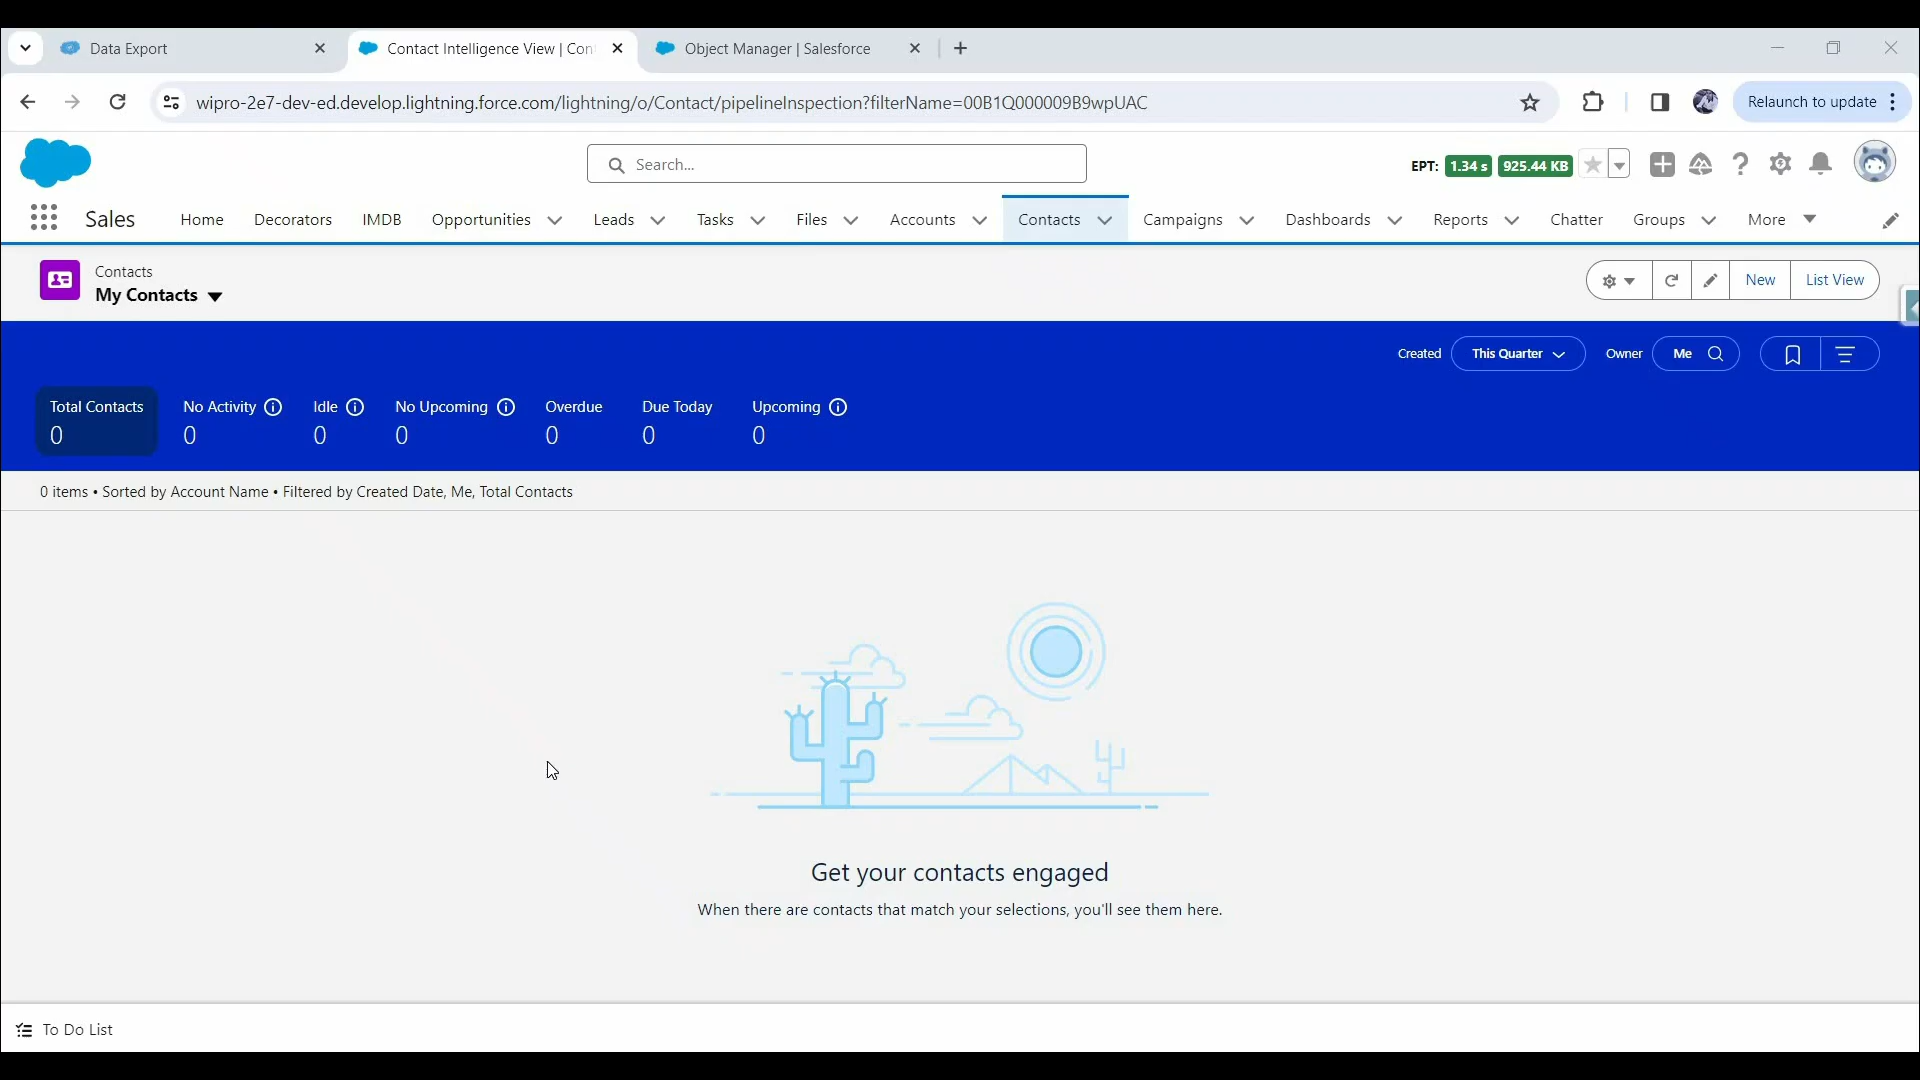 Data Export
Contact Intelligence View | Con
Object Manager | Salesforce
wipro-2e7-dev-ed.develop.lightning.force.com/lightning/o/Contact/pipelineInspection?filterName=00B1Q000009B9wpUAC
Relaunch to update
Search...
EPT: 1.34 s 925.44 KB
Sales Home Decorators IMDB Opportunities Leads Tasks Files Accounts Contacts Campaigns Dashboards Reports Chatter Groups More
Contacts
My Contacts
New List View
Created This Quarter Owner Me
Total Contacts No Activity Idle No Upcoming Overdue Due Today Upcoming
0 0 0 0 0 0 0
0 items • Sorted by Account Name • Filtered by Created Date, Me, Total Contacts
Get your contacts engaged
When there are contacts that match your selections, you'll see them here.
To Do List